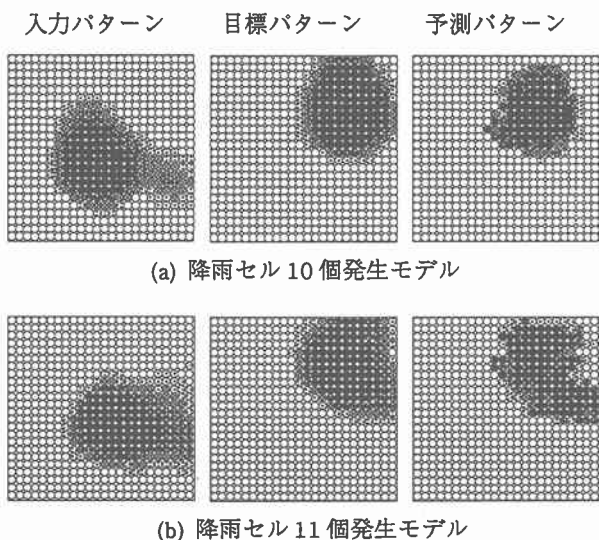 入力パターン 目標パターン 予測パターン
(a) 降雨セル 10 個発生モデル
(b) 降雨セル 11 個発生モデル